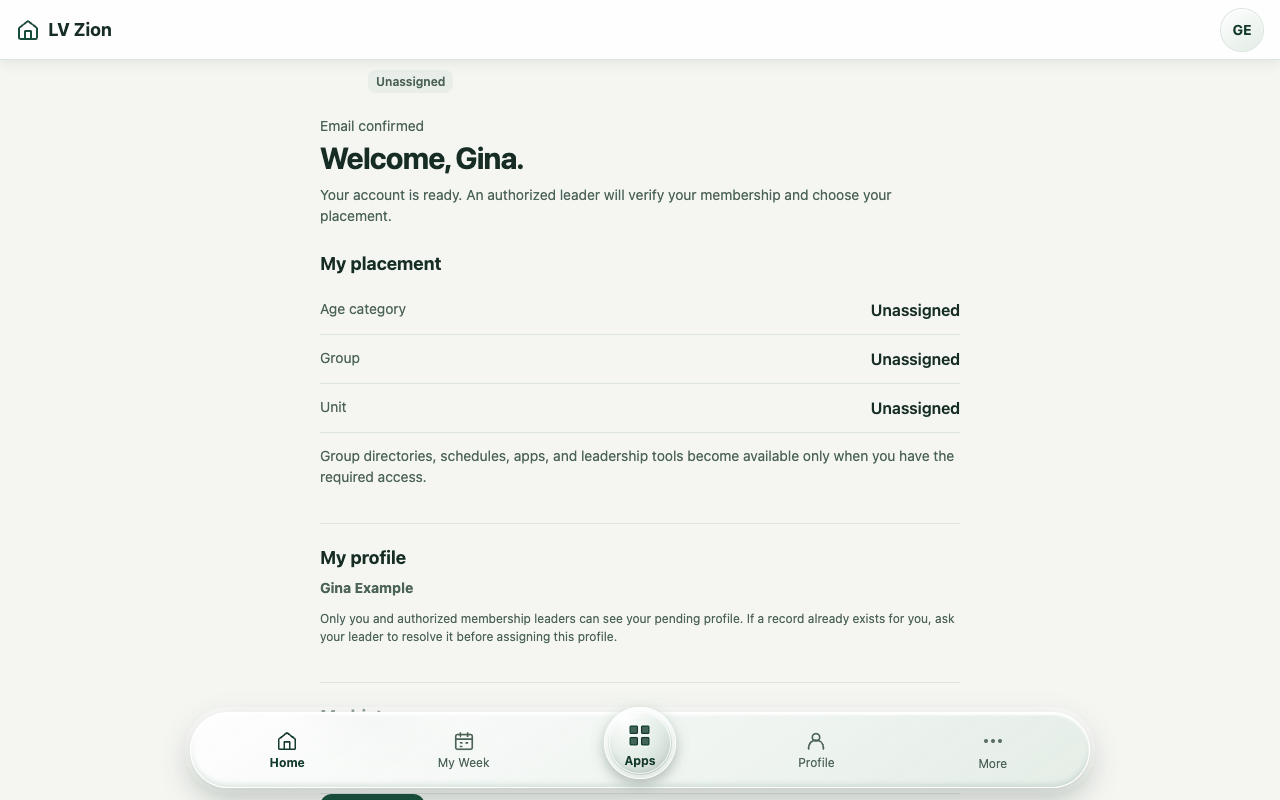 LV Zion
GE
Unassigned
Email confirmed
Welcome, Gina.
Your account is ready. An authorized leader will verify your membership and choose your
placement.
My placement
Age category
Unassigned
Group
Unassigned
Unit
Unassigned
Group directories, schedules, apps, and leadership tools become available only when you have the
required access.
My profile
Gina Example
Only you and authorized membership leaders can see your pending profile. If a record already exists for you, ask
your leader to resolve it before assigning this profile.
Home
My Week
Apps
Profile
More